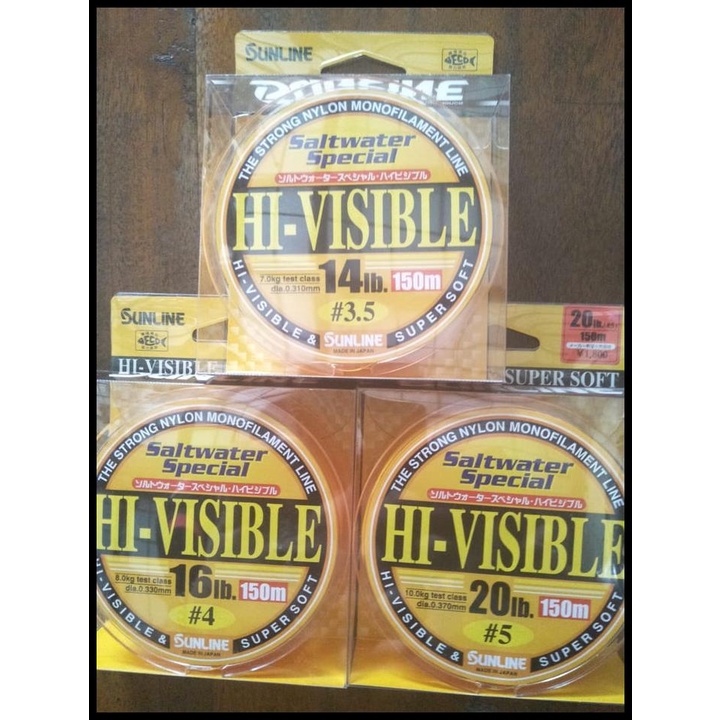 SUNLINE
ECO
THE STRONG NYLON MONOFILAMENT LINE
Saltwater
Special
ソルトウォータースペシャル・ハイビジブル
HI-VISIBLE
7.0kg test class
dia.0.310mm
14lb. 150m
#3.5
HI-VISIBLE & SUPER SOFT
SUNLINE
MADE IN JAPAN
SUNLINE
ECO
HI-VISIBLE
THE STRONG NYLON MONOFILAMENT LINE
Saltwater
Special
ソルトウォータースペシャル・ハイビジブル
HI-VISIBLE
8.0kg test class
dia.0.330mm
16lb. 150m
#4
HI-VISIBLE & SUPER SOFT
SUNLINE
MADE IN JAPAN
20lb.
150m
¥1,800
SUPER SOFT
THE STRONG NYLON MONOFILAMENT LINE
Saltwater
Special
ソルトウォータースペシャル・ハイビジブル
HI-VISIBLE
10.0kg test class
dia.0.370mm
20lb. 150m
#5
HI-VISIBLE & SUPER SOFT
SUNLINE
MADE IN JAPAN